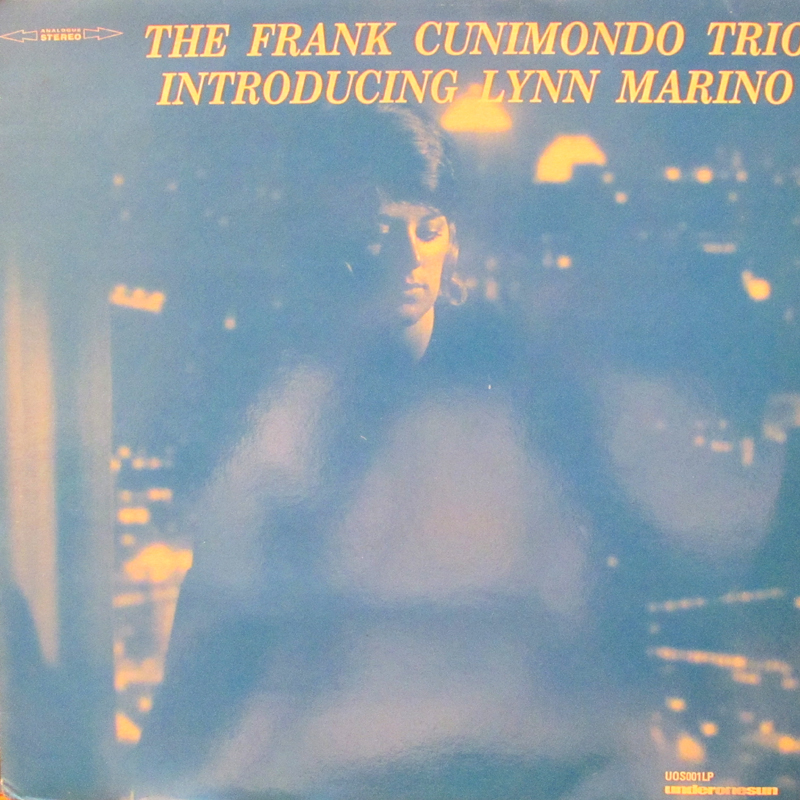 ANALOGUE
STEREO
THE FRANK CUNIMONDO TRIO
INTRODUCING LYNN MARINO
UOS001LP
underonesun